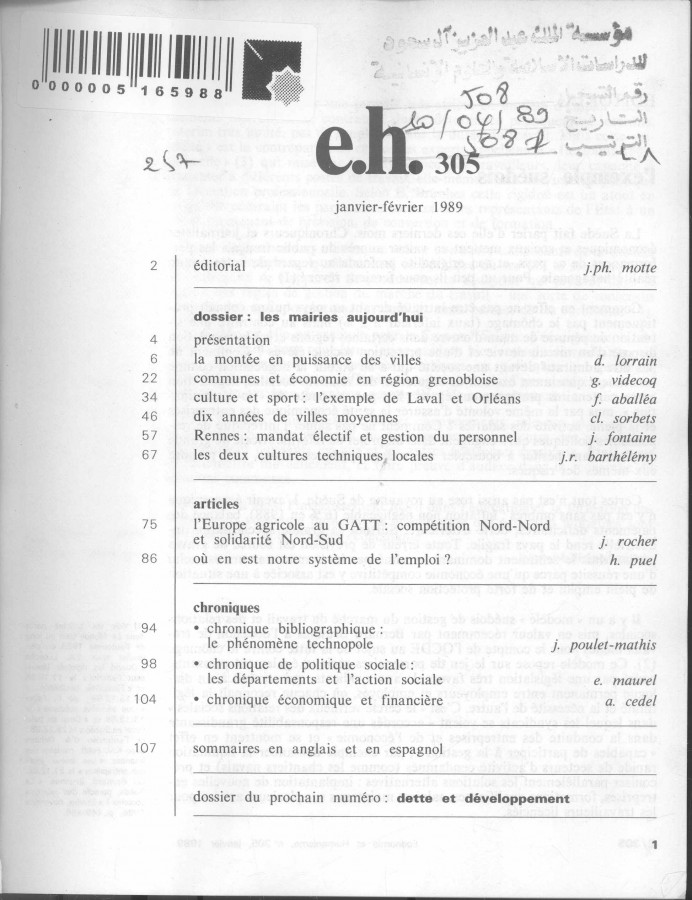 0 000005 165988
مؤسسة الملك عبد العزيز آل سعود
للدراسات الإسلامية والعلوم الإنسانية
رقم التسجيل 508
التاريخ 20/04/89
الترتيب
257
e.h. 305
janvier-février 1989
2 éditorial j.ph. motte
dossier : les mairies aujourd'hui
4 présentation
6 la montée en puissance des villes d. lorrain
22 communes et économie en région grenobloise g. videcoq
34 culture et sport : l'exemple de Laval et Orléans f. aballéa
46 dix années de villes moyennes cl. sorbets
57 Rennes : mandat électif et gestion du personnel j. fontaine
67 les deux cultures techniques locales j.r. barthélémy
articles
75 l'Europe agricole au GATT : compétition Nord-Nord
et solidarité Nord-Sud j. rocher
86 où en est notre système de l'emploi ? h. puel
chroniques
94 • chronique bibliographique :
le phénomène technopole j. poulet-mathis
98 • chronique de politique sociale :
les départements et l'action sociale e. maurel
104 • chronique économique et financière a. cedel
107 sommaires en anglais et en espagnol
dossier du prochain numéro : dette et développement
1